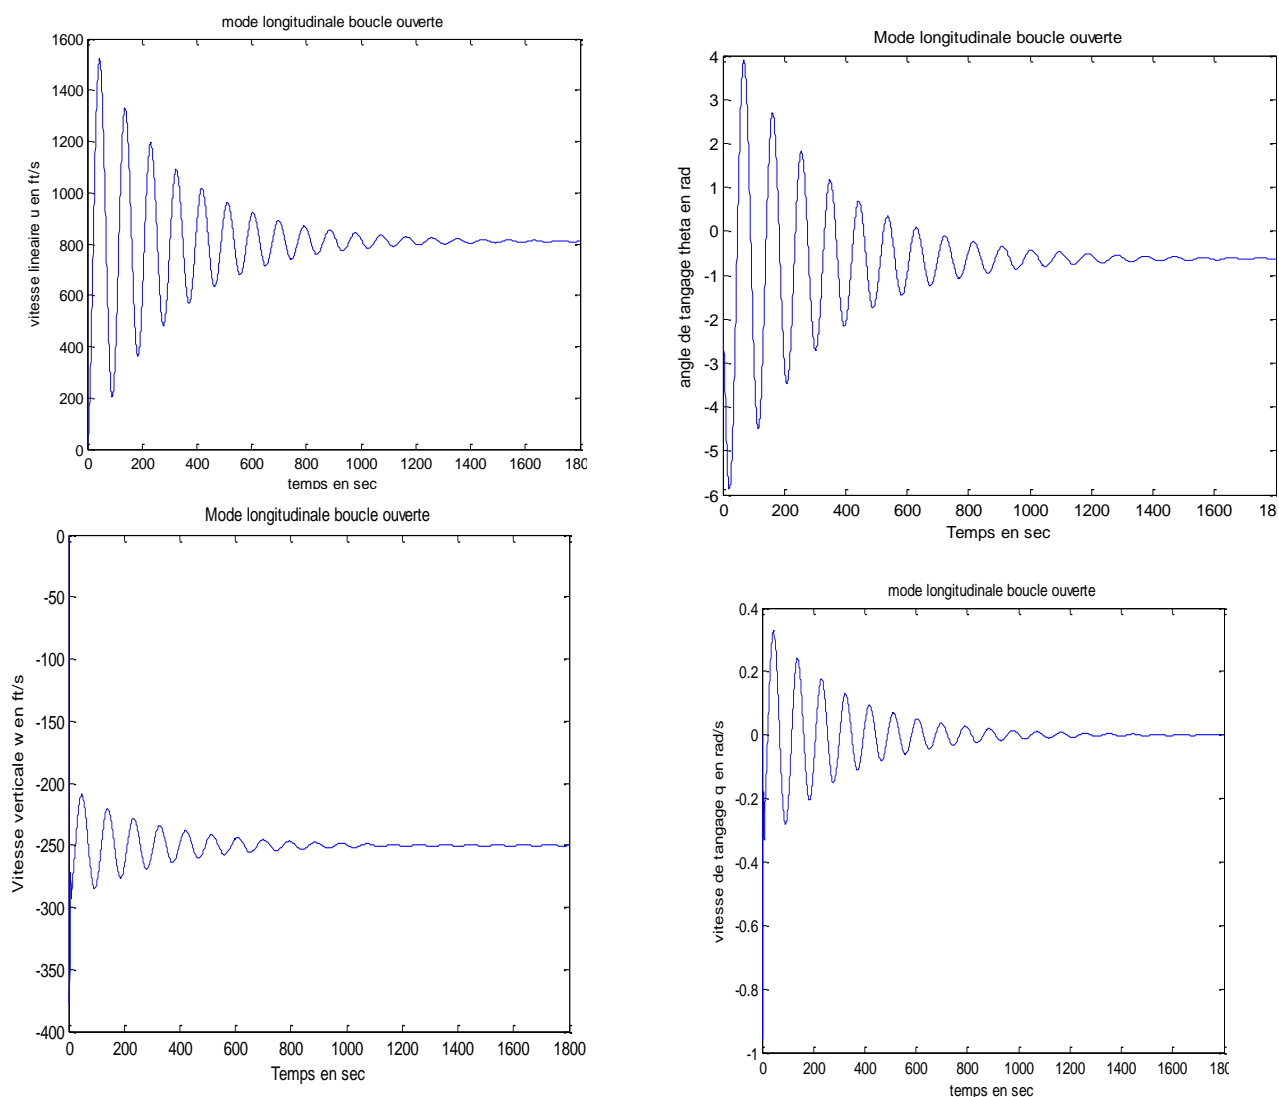 mode longitudinale boucle ouverte
1600
1400
1200
1000
800
600
400
200
0
vitesse lineaire u en ft/s
0 200 400 600 800 1000 1200 1400 1600 180
temps en sec
Mode longitudinale boucle ouverte
4
3
2
1
0
-1
-2
-3
-4
-5
-6
angle de tangage theta en rad
0 200 400 600 800 1000 1200 1400 1600 18
Temps en sec
Mode longitudinale boucle ouverte
0
-50
-100
-150
-200
-250
-300
-350
-400
Vitesse verticale w en ft/s
0 200 400 600 800 1000 1200 1400 1600 1800
Temps en sec
mode longitudinale boucle ouverte
0.4
0.2
0
-0.2
-0.4
-0.6
-0.8
-1
vitesse de tangage q en rad/s
0 200 400 600 800 1000 1200 1400 1600 180
temps en sec